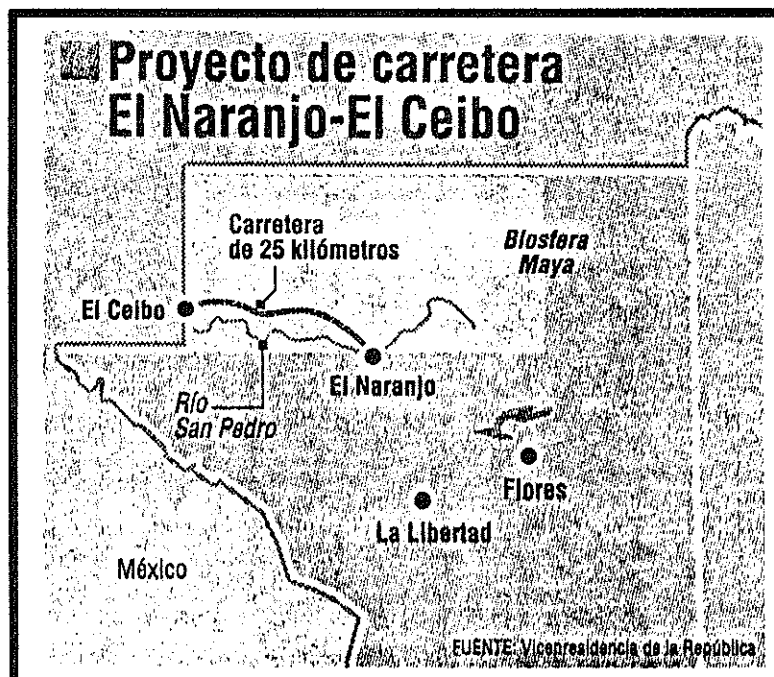 Proyecto de carretera
El Naranjo-El Ceibo
Carretera
de 25 kilómetros
Biosfera
Maya
El Ceibo
El Naranjo
Río
San Pedro
Flores
La Libertad
México
FUENTE: Vicepresidencia de la República